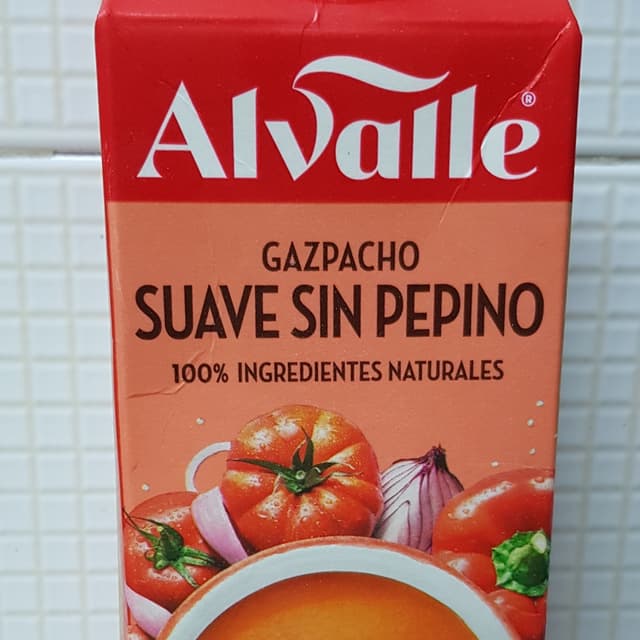 Alvalle®
GAZPACHO
SUAVE SIN PEPINO
100% INGREDIENTES NATURALES